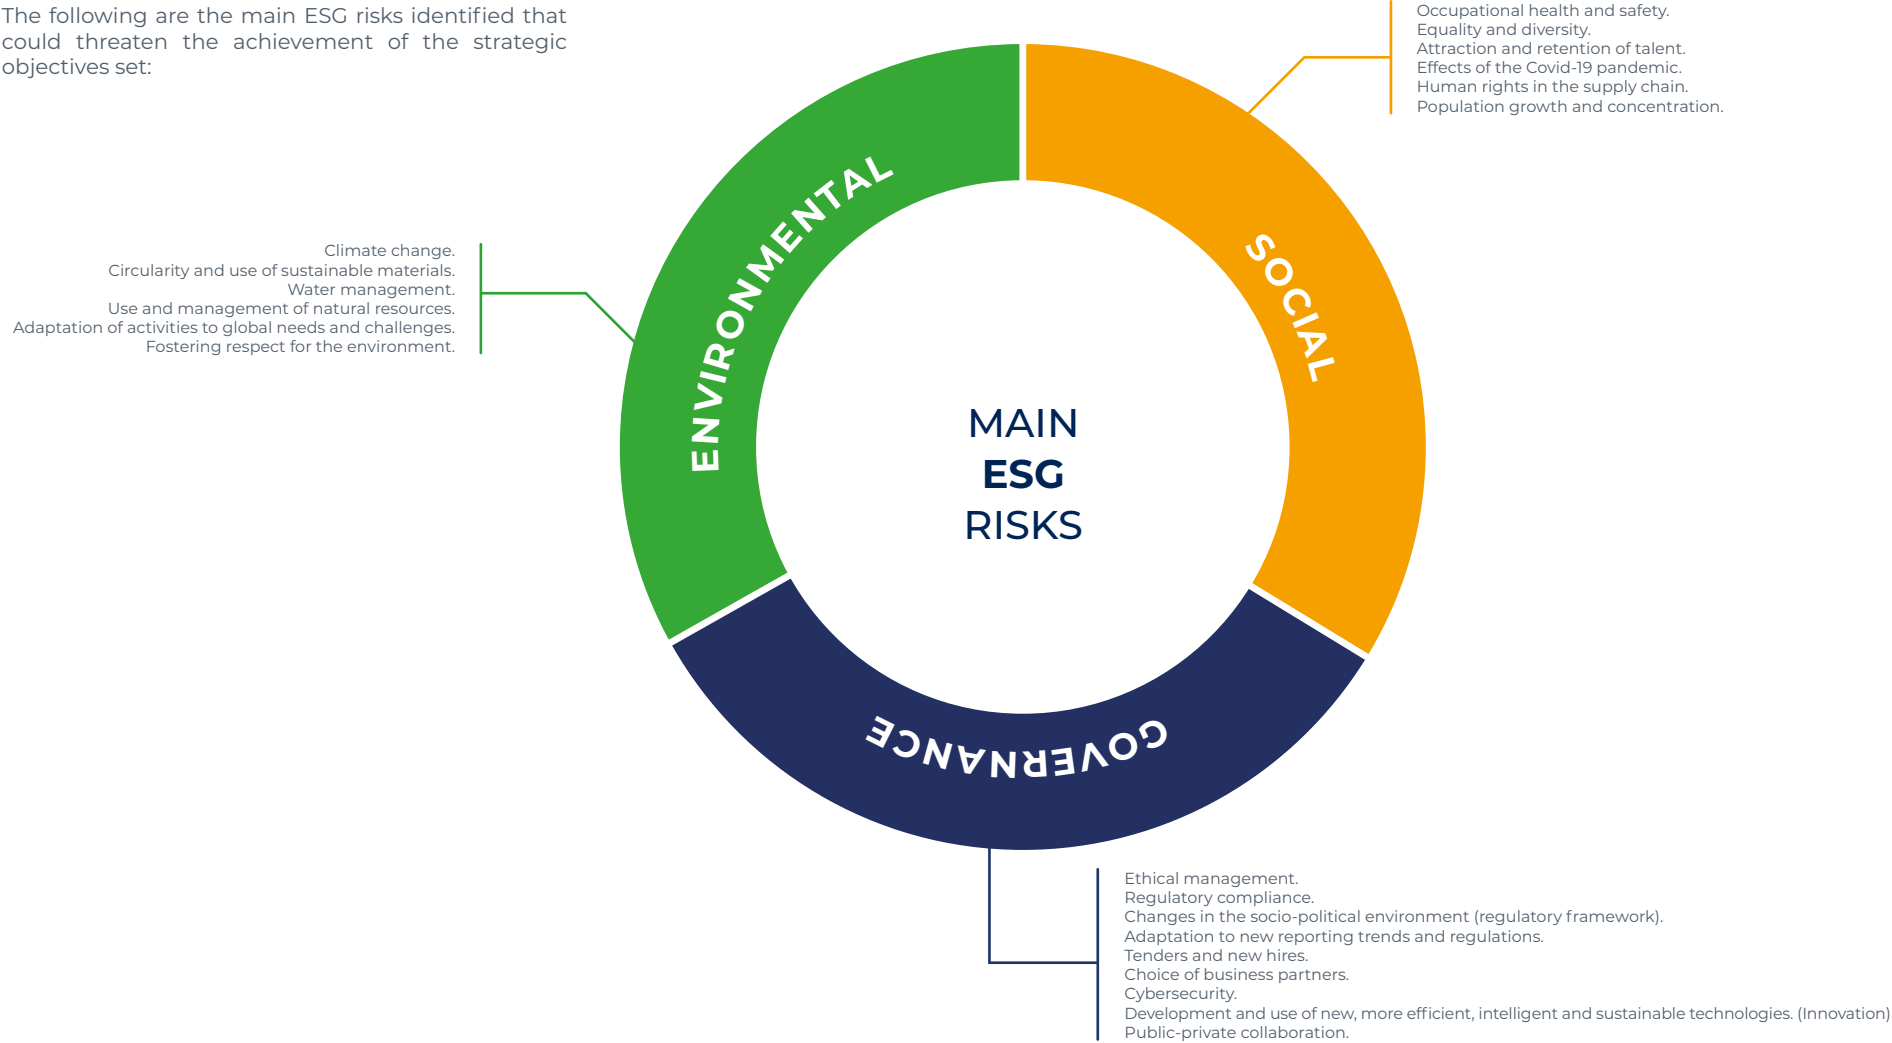 The following are the main ESG risks identified that
could threaten the achievement of the strategic
objectives set:
Occupational health and safety.
Equality and diversity.
Attraction and retention of talent.
Effects of the Covid-19 pandemic.
Human rights in the supply chain.
Population growth and concentration.
ENVIRONMENTAL
SOCIAL
Climate change.
Circularity and use of sustainable materials.
Water management.
Use and management of natural resources.
Adaptation of activities to global needs and challenges.
Fostering respect for the environment.
MAIN
ESG
RISKS
GOVERNANCE
Ethical management.
Regulatory compliance.
Changes in the socio-political environment (regulatory framework).
Adaptation to new reporting trends and regulations.
Tenders and new hires.
Choice of business partners.
Cybersecurity.
Development and use of new, more efficient, intelligent and sustainable technologies. (Innovation)
Public-private collaboration.